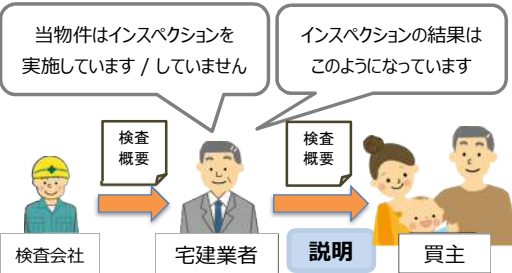 当物件はインスペクションを
実施しています / していません
インスペクションの結果は
このようになっています
検査
概要
検査
概要
検査会社
宅建業者
説明
買主